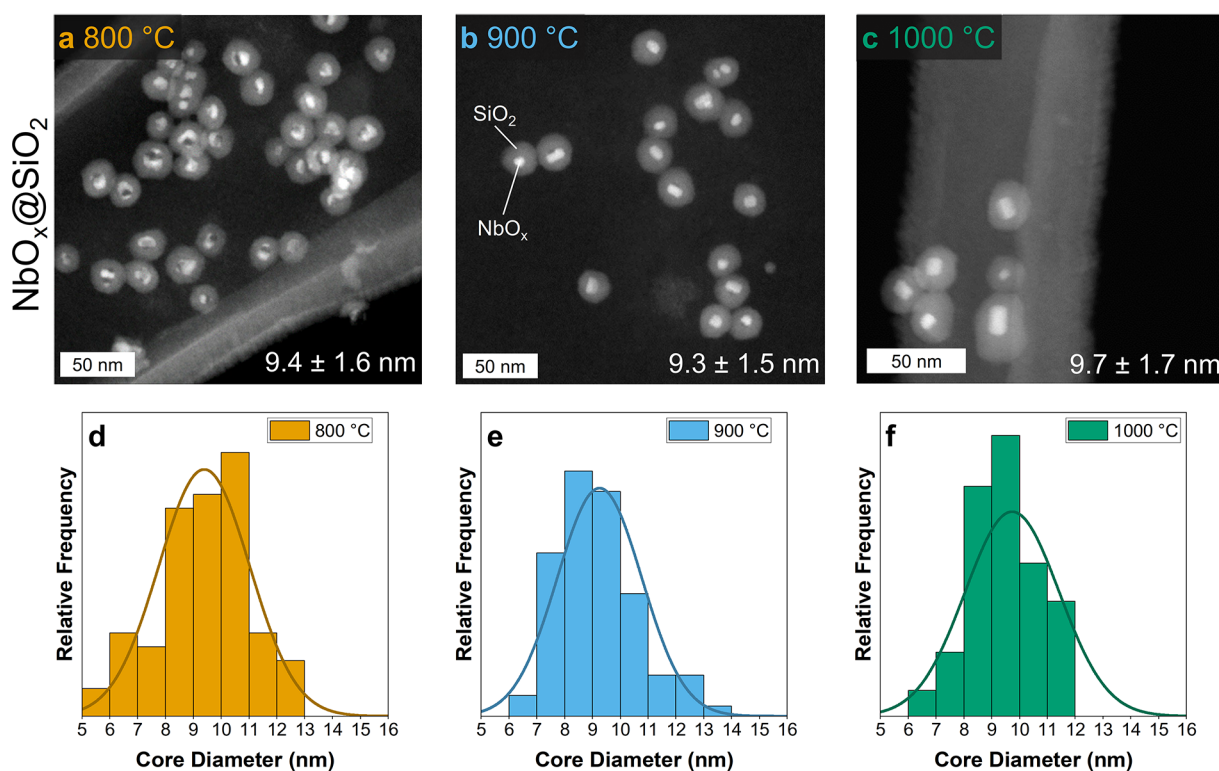 NbOₓ@SiO₂
a 800 °C
50 nm
9.4 ± 1.6 nm
b 900 °C
SiO₂
NbOₓ
50 nm
9.3 ± 1.5 nm
c 1000 °C
50 nm
9.7 ± 1.7 nm
d
800 °C
Relative Frequency
5 6 7 8 9 10 11 12 13 14 15 16
Core Diameter (nm)
e
900 °C
Relative Frequency
5 6 7 8 9 10 11 12 13 14 15 16
Core Diameter (nm)
f
1000 °C
Relative Frequency
5 6 7 8 9 10 11 12 13 14 15 16
Core Diameter (nm)